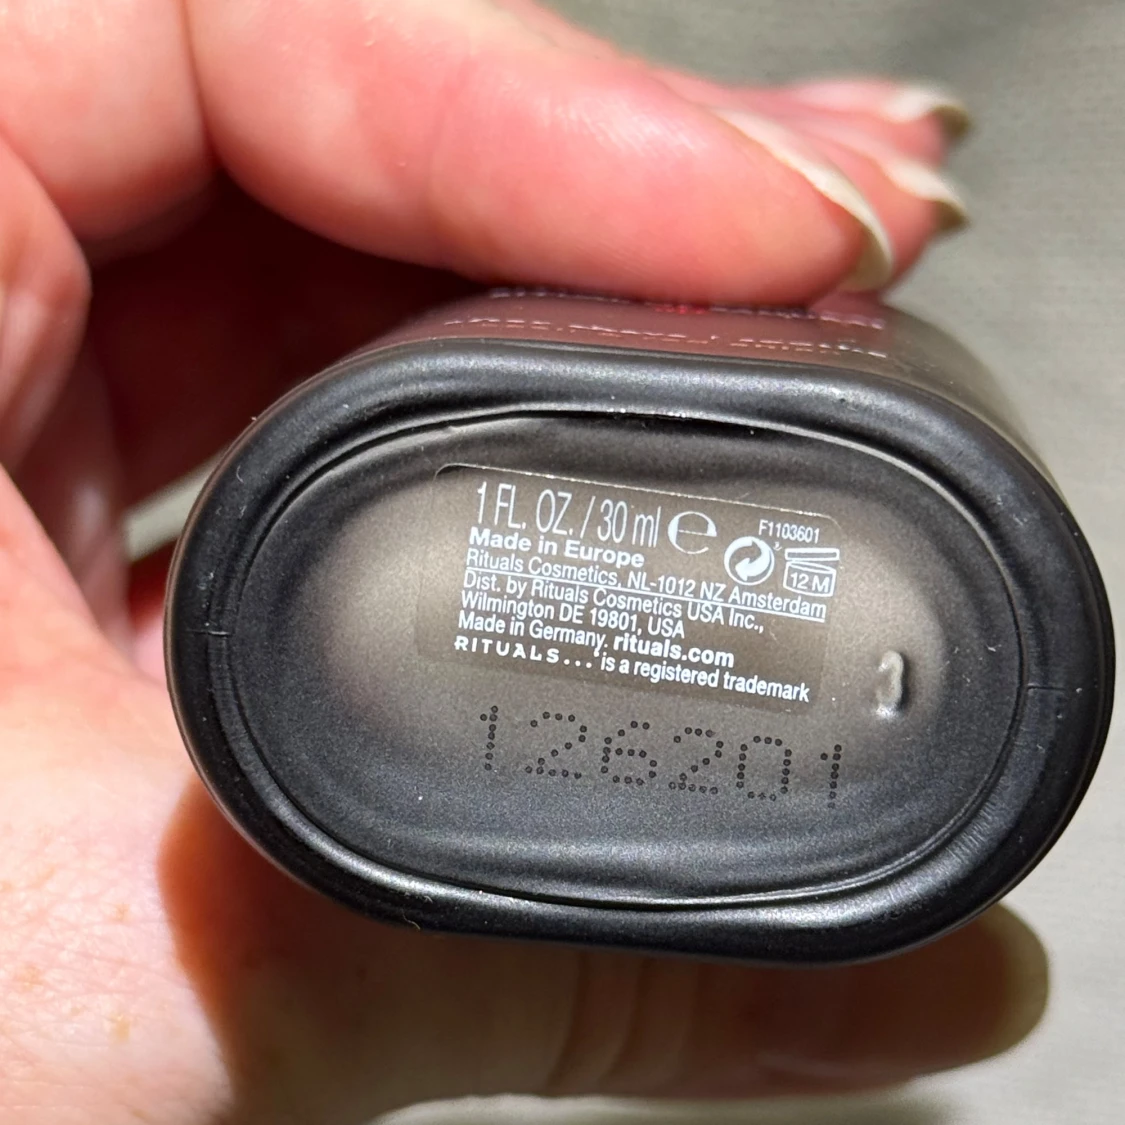 1 FL. OZ. / 30 ml ℮
F1103601
Made in Europe
12 M
Rituals Cosmetics, NL-1012 NZ Amsterdam
Dist. by Rituals Cosmetics USA Inc.,
Wilmington DE 19801, USA
Made in Germany. rituals.com
RITUALS... is a registered trademark
3
126201